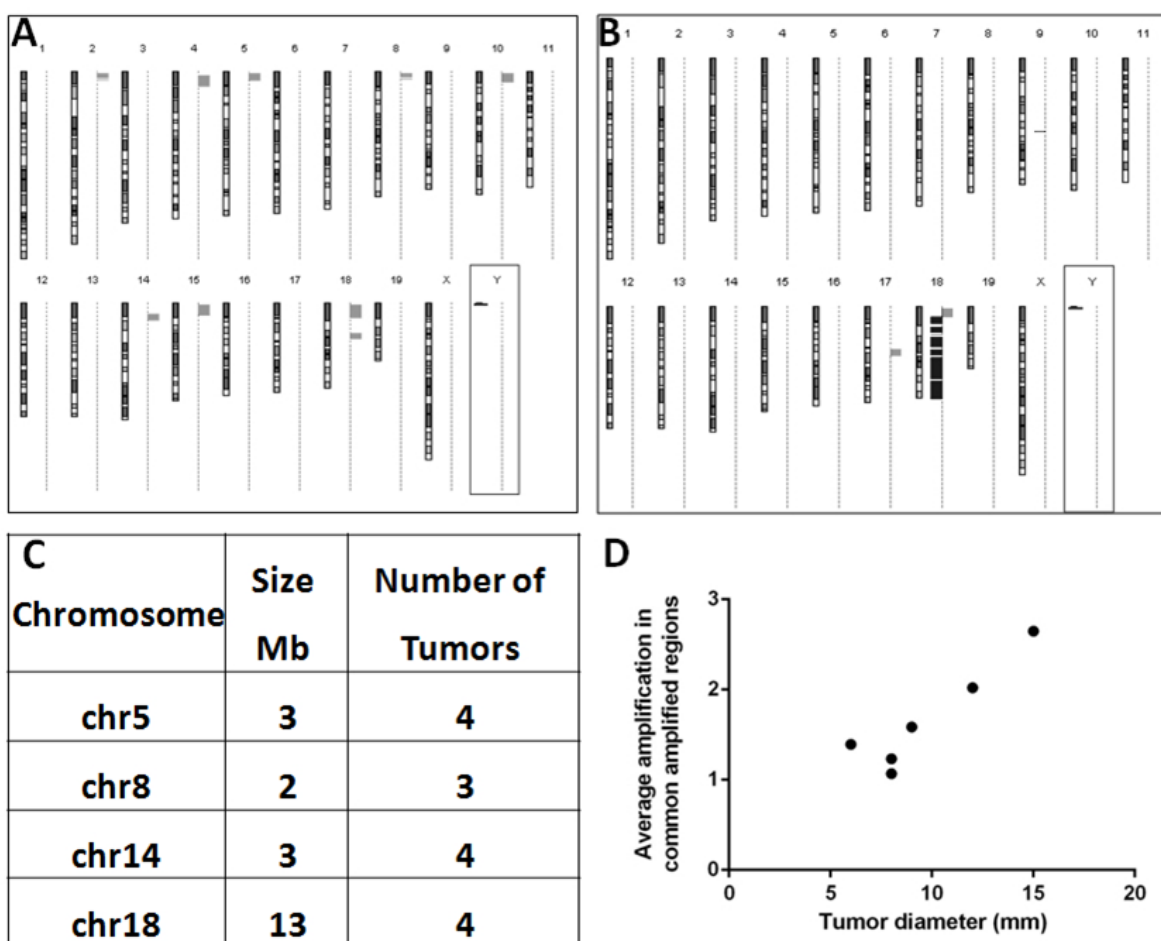 A
1 2 3 4 5 6 7 8 9 10 11
12 13 14 15 16 17 18 19 X Y
B
1 2 3 4 5 6 7 8 9 10 11
12 13 14 15 16 17 18 19 X Y
C
Chromosome
Size
Mb
Number of
Tumors
chr5 3 4
chr8 2 3
chr14 3 4
chr18 13 4
D
Average amplification in
common amplified regions
3
2
1
0
0 5 10 15 20
Tumor diameter (mm)